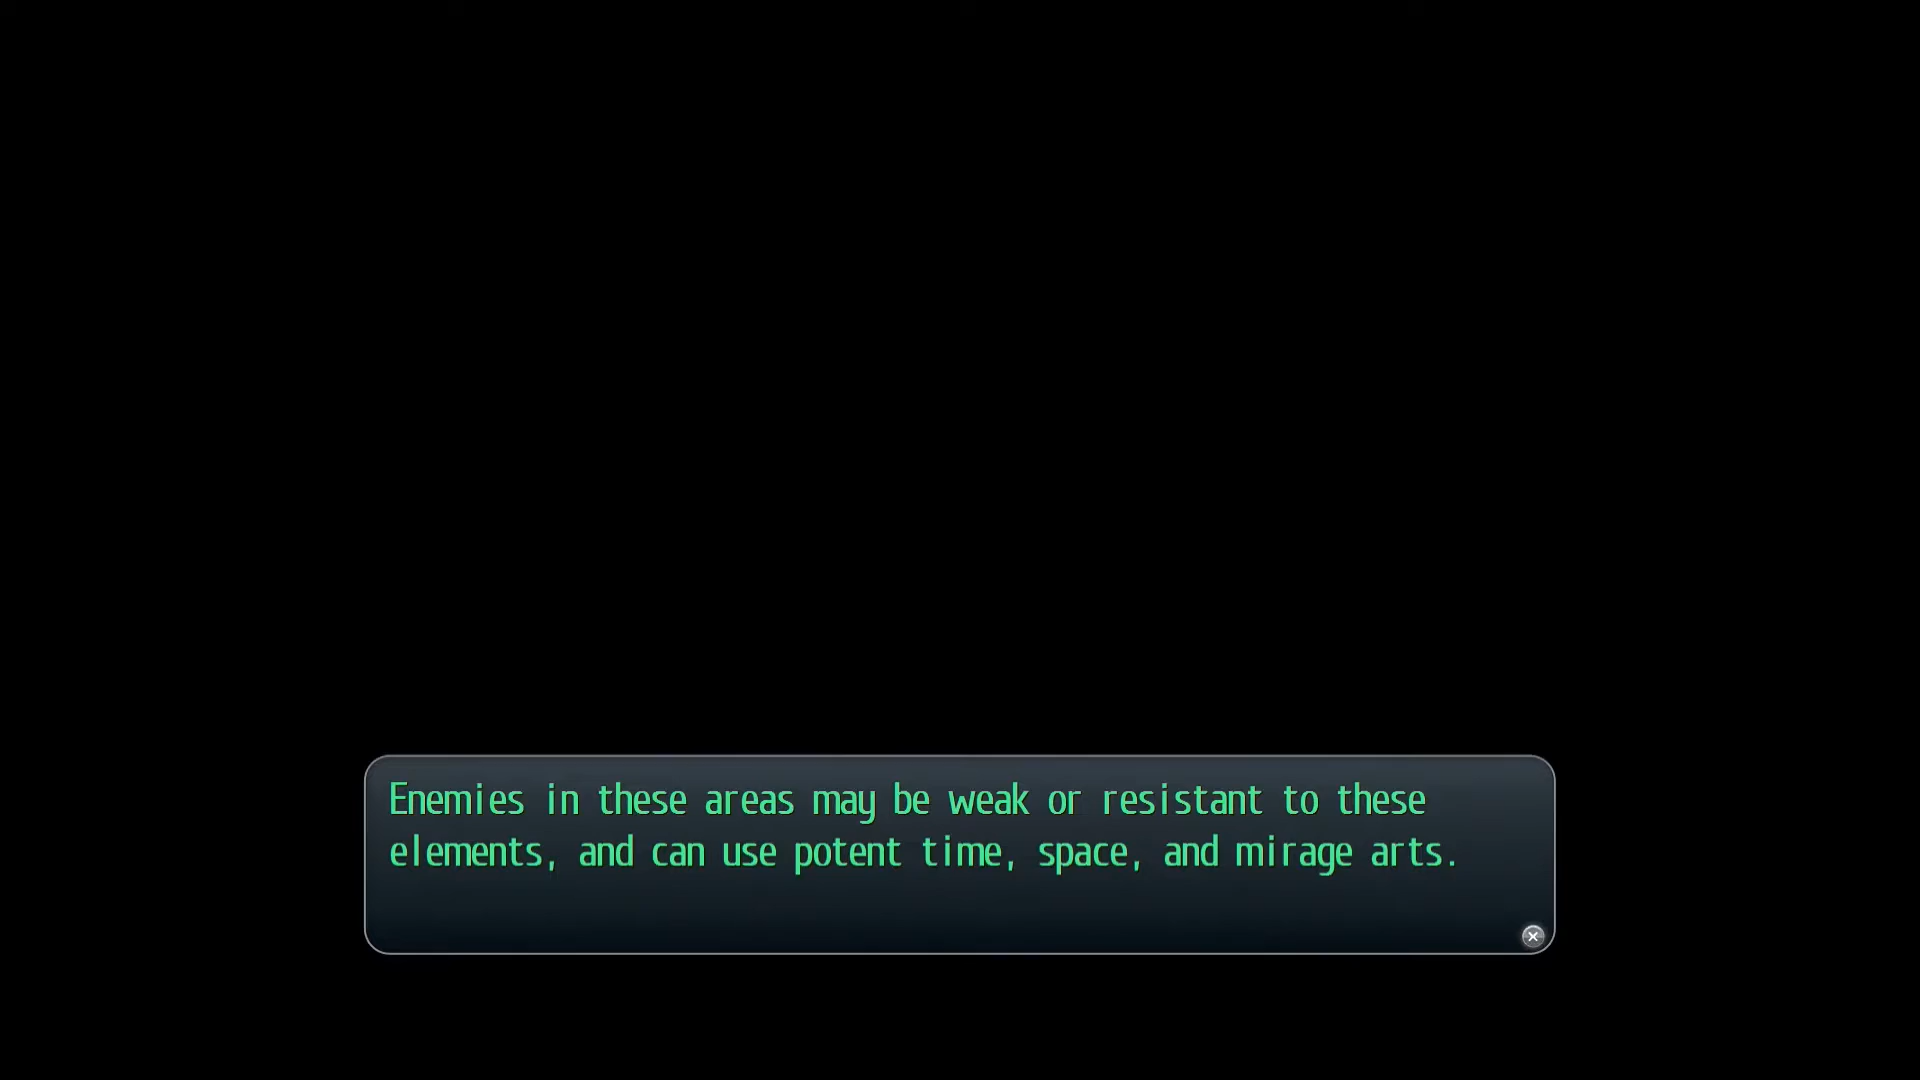 Enemies in these areas may be weak or resistant to these
elements, and can use potent time, space, and mirage arts.